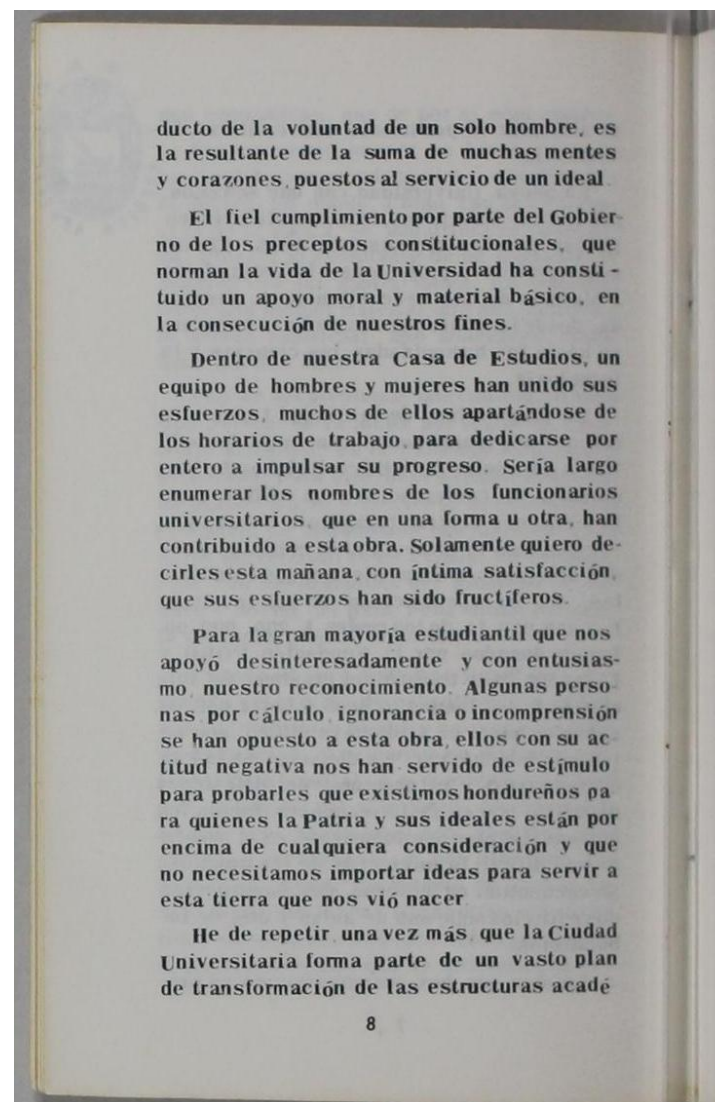 ducto de la voluntad de un solo hombre, es
la resultante de la suma de muchas mentes
y corazones, puestos al servicio de un ideal
El fiel cumplimiento por parte del Gobier-
no de los preceptos constitucionales, que
norman la vida de la Universidad ha consti-
tuido un apoyo moral y material básico, en
la consecución de nuestros fines.
Dentro de nuestra Casa de Estudios, un
equipo de hombres y mujeres han unido sus
esfuerzos, muchos de ellos apartándose de
los horarios de trabajo, para dedicarse por
entero a impulsar su progreso. Sería largo
enumerar los nombres de los funcionarios
universitarios, que en una forma u otra, han
contribuido a esta obra. Solamente quiero de-
cirles esta mañana, con íntima satisfacción,
que sus esfuerzos han sido fructíferos.
Para la gran mayoría estudiantil que nos
apoyó desinteresadamente y con entusias-
mo, nuestro reconocimiento. Algunas perso
nas por cálculo, ignorancia o incomprensión
se han opuesto a esta obra, ellos con su ac
titud negativa nos han servido de estímulo
para probarles que existimos hondureños pa
ra quienes la Patria y sus ideales están por
encima de cualquiera consideración y que
no necesitamos importar ideas para servir a
esta tierra que nos vió nacer
He de repetir, una vez más, que la Ciudad
Universitaria forma parte de un vasto plan
de transformación de las estructuras acadé
8